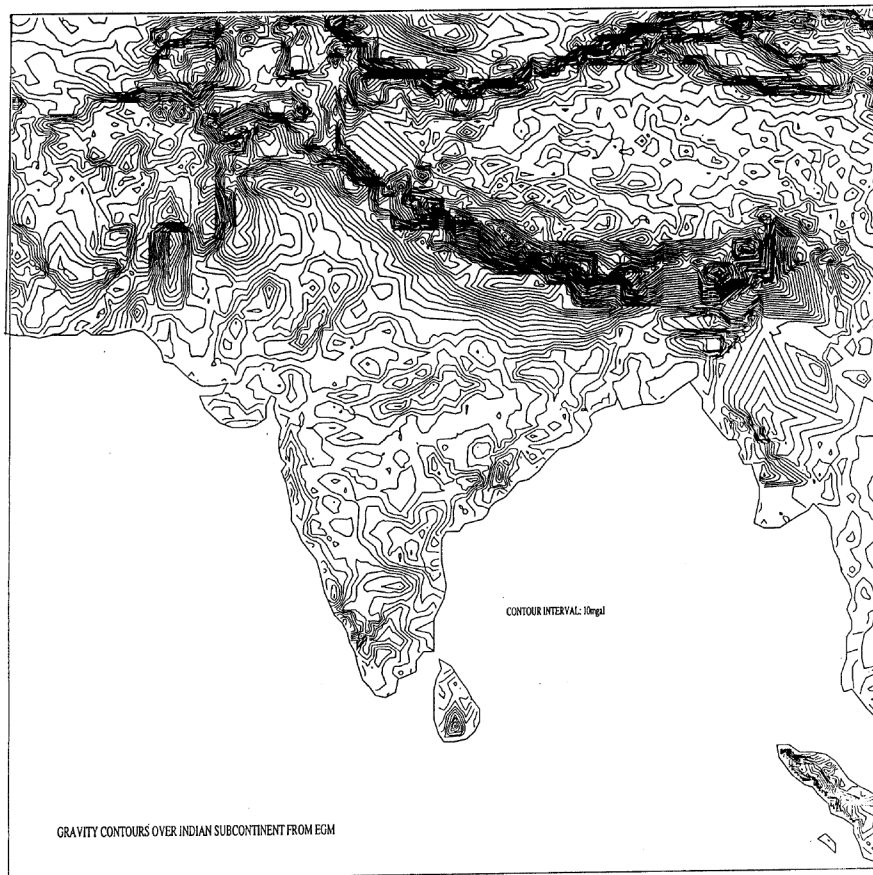 CONTOUR INTERVAL: 10mgal
GRAVITY CONTOURS OVER INDIAN SUBCONTINENT FROM EGM